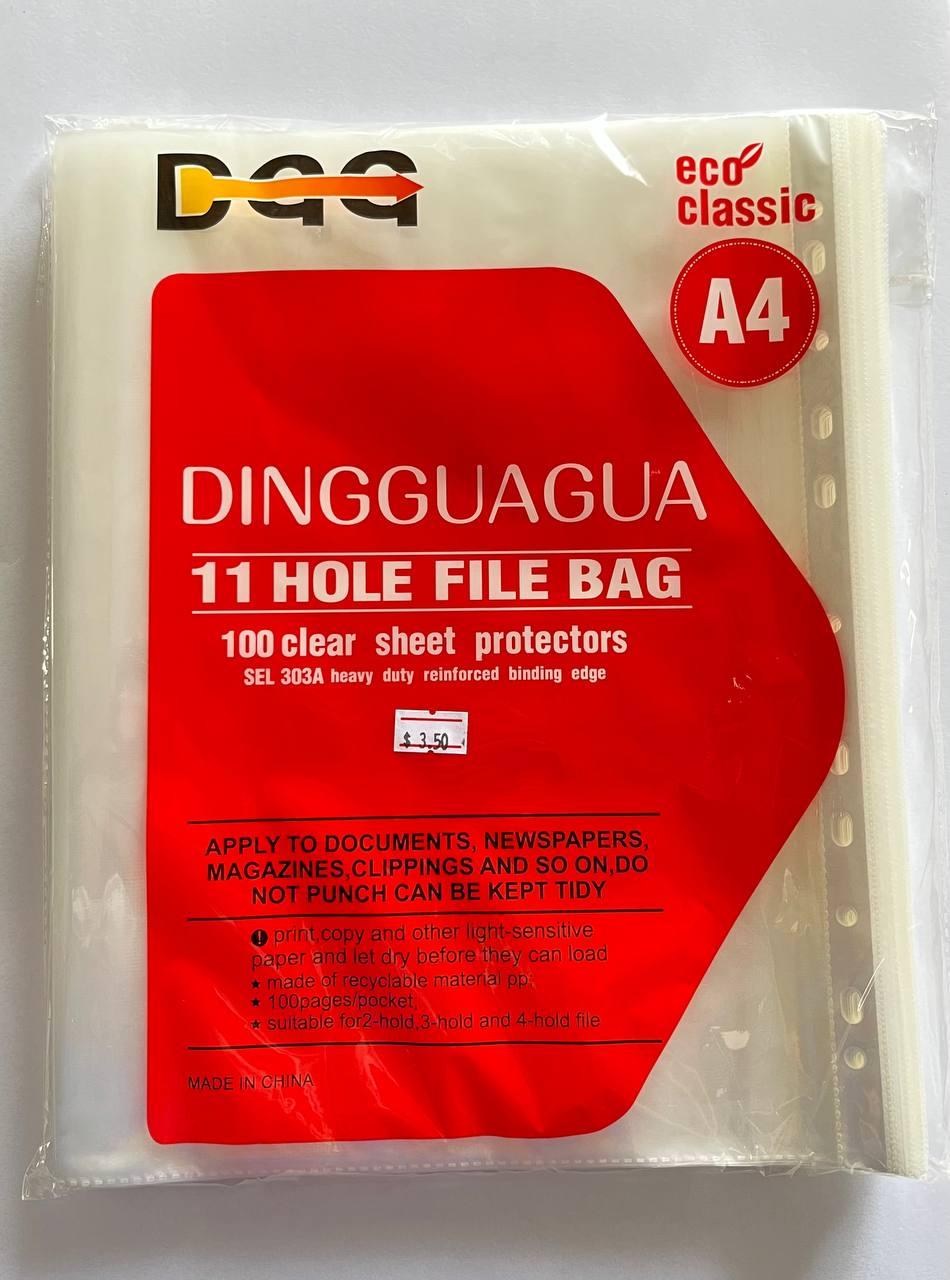 DGG
eco
classic
A4
DINGGUAGUA
11 HOLE FILE BAG
100 clear sheet protectors
SEL 303A heavy duty reinforced binding edge
$ 3.50
APPLY TO DOCUMENTS, NEWSPAPERS,
MAGAZINES,CLIPPINGS AND SO ON,DO
NOT PUNCH CAN BE KEPT TIDY
print,copy and other light-sensitive
paper and let dry before they can load
★ made of recyclable material pp;
★ 100pages/pocket;
★ suitable for2-hold,3-hold and 4-hold file
MADE IN CHINA